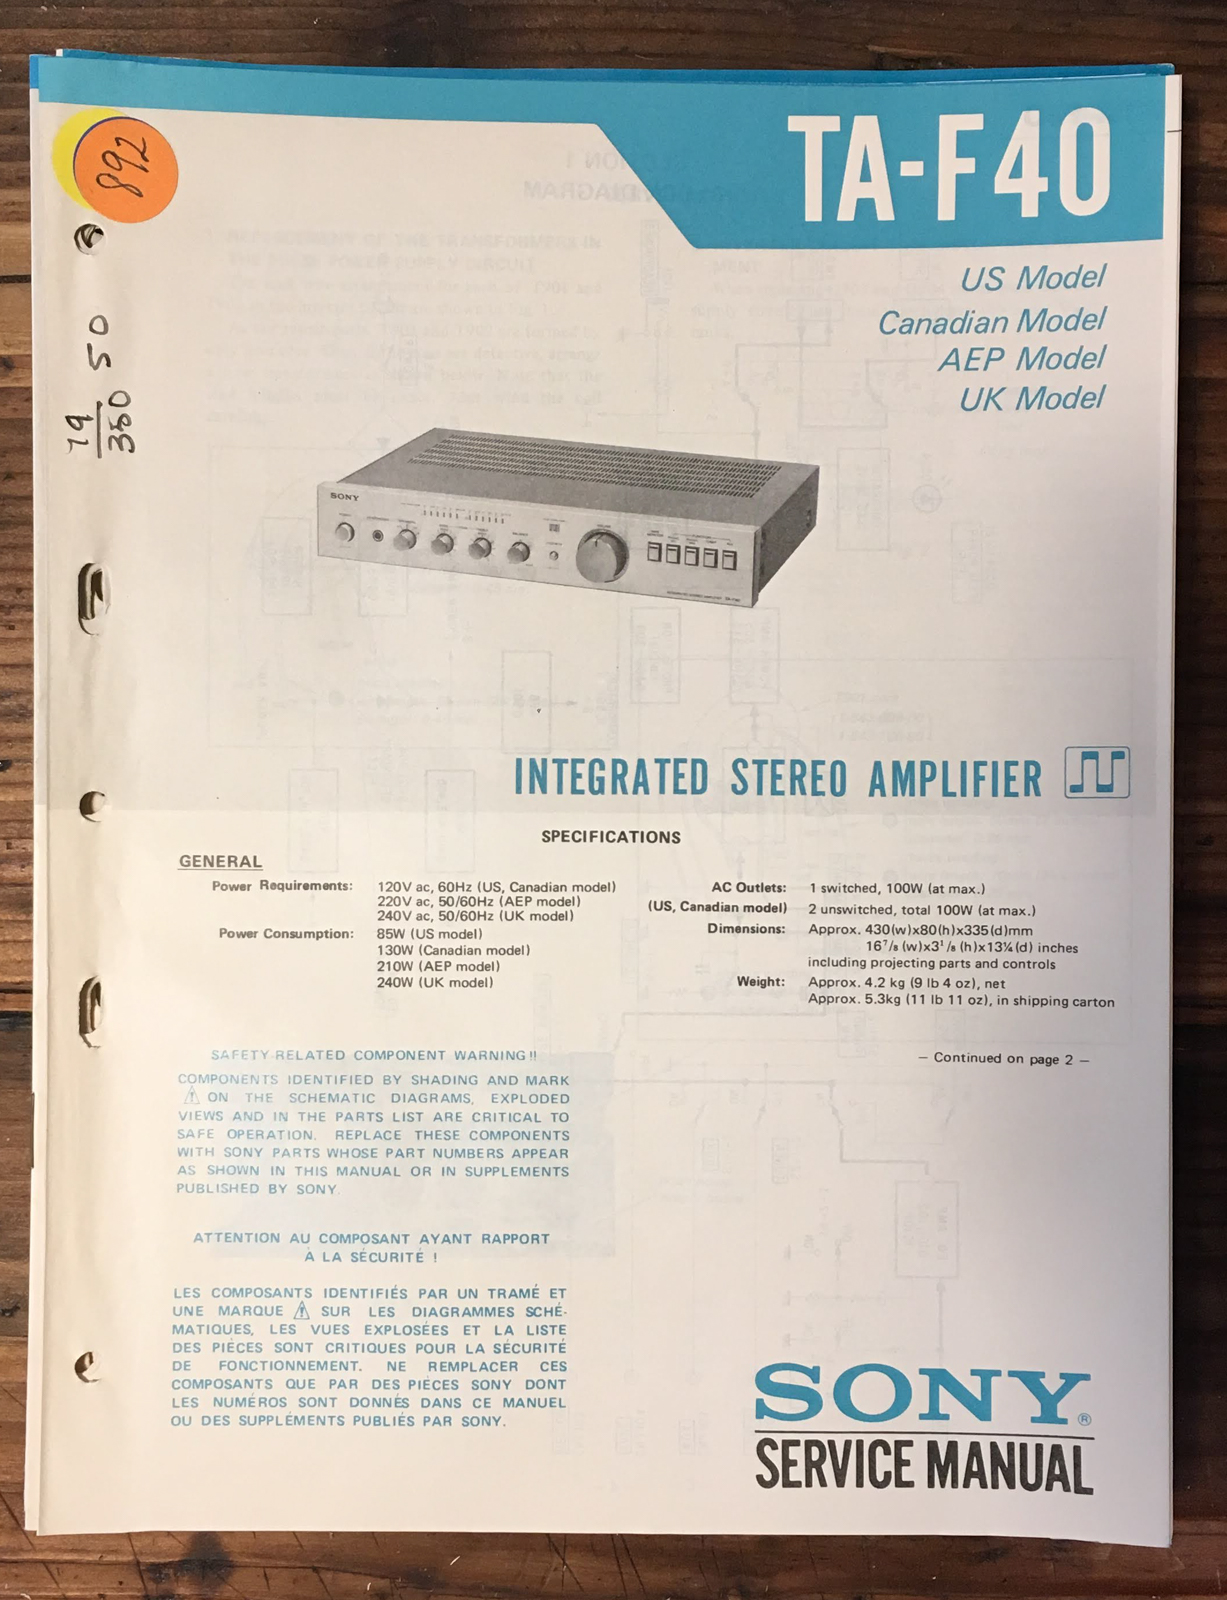 TA-F40
892
US Model
Canadian Model
AEP Model
UK Model
50
79
380
SONY
INTEGRATED STEREO AMPLIFIER
SPECIFICATIONS
GENERAL
Power Requirements: 120V ac, 60Hz (US, Canadian model)
220V ac, 50/60Hz (AEP model)
240V ac, 50/60Hz (UK model)
Power Consumption: 85W (US model)
130W (Canadian model)
210W (AEP model)
240W (UK model)
AC Outlets: 1 switched, 100W (at max.)
(US, Canadian model) 2 unswitched, total 100W (at max.)
Dimensions: Approx. 430(w)x80(h)x335(d)mm
16⁷/₈ (w)x3¹/₈ (h)x13¼(d) inches
including projecting parts and controls
Weight: Approx. 4.2 kg (9 lb 4 oz), net
Approx. 5.3kg (11 lb 11 oz), in shipping carton
— Continued on page 2 —
SAFETY-RELATED COMPONENT WARNING!!
COMPONENTS IDENTIFIED BY SHADING AND MARK
⚠ ON THE SCHEMATIC DIAGRAMS, EXPLODED
VIEWS AND IN THE PARTS LIST ARE CRITICAL TO
SAFE OPERATION. REPLACE THESE COMPONENTS
WITH SONY PARTS WHOSE PART NUMBERS APPEAR
AS SHOWN IN THIS MANUAL OR IN SUPPLEMENTS
PUBLISHED BY SONY.
ATTENTION AU COMPOSANT AYANT RAPPORT
À LA SÉCURITÉ !
LES COMPOSANTS IDENTIFIÉS PAR UN TRAMÉ ET
UNE MARQUE ⚠ SUR LES DIAGRAMMES SCHÉ-
MATIQUES, LES VUES EXPLOSÉES ET LA LISTE
DES PIÈCES SONT CRITIQUES POUR LA SÉCURITÉ
DE FONCTIONNEMENT. NE REMPLACER CES
COMPOSANTS QUE PAR DES PIÈCES SONY DONT
LES NUMÉROS SONT DONNÉS DANS CE MANUEL
OU DES SUPPLÉMENTS PUBLIÉS PAR SONY.
SONY®
SERVICE MANUAL